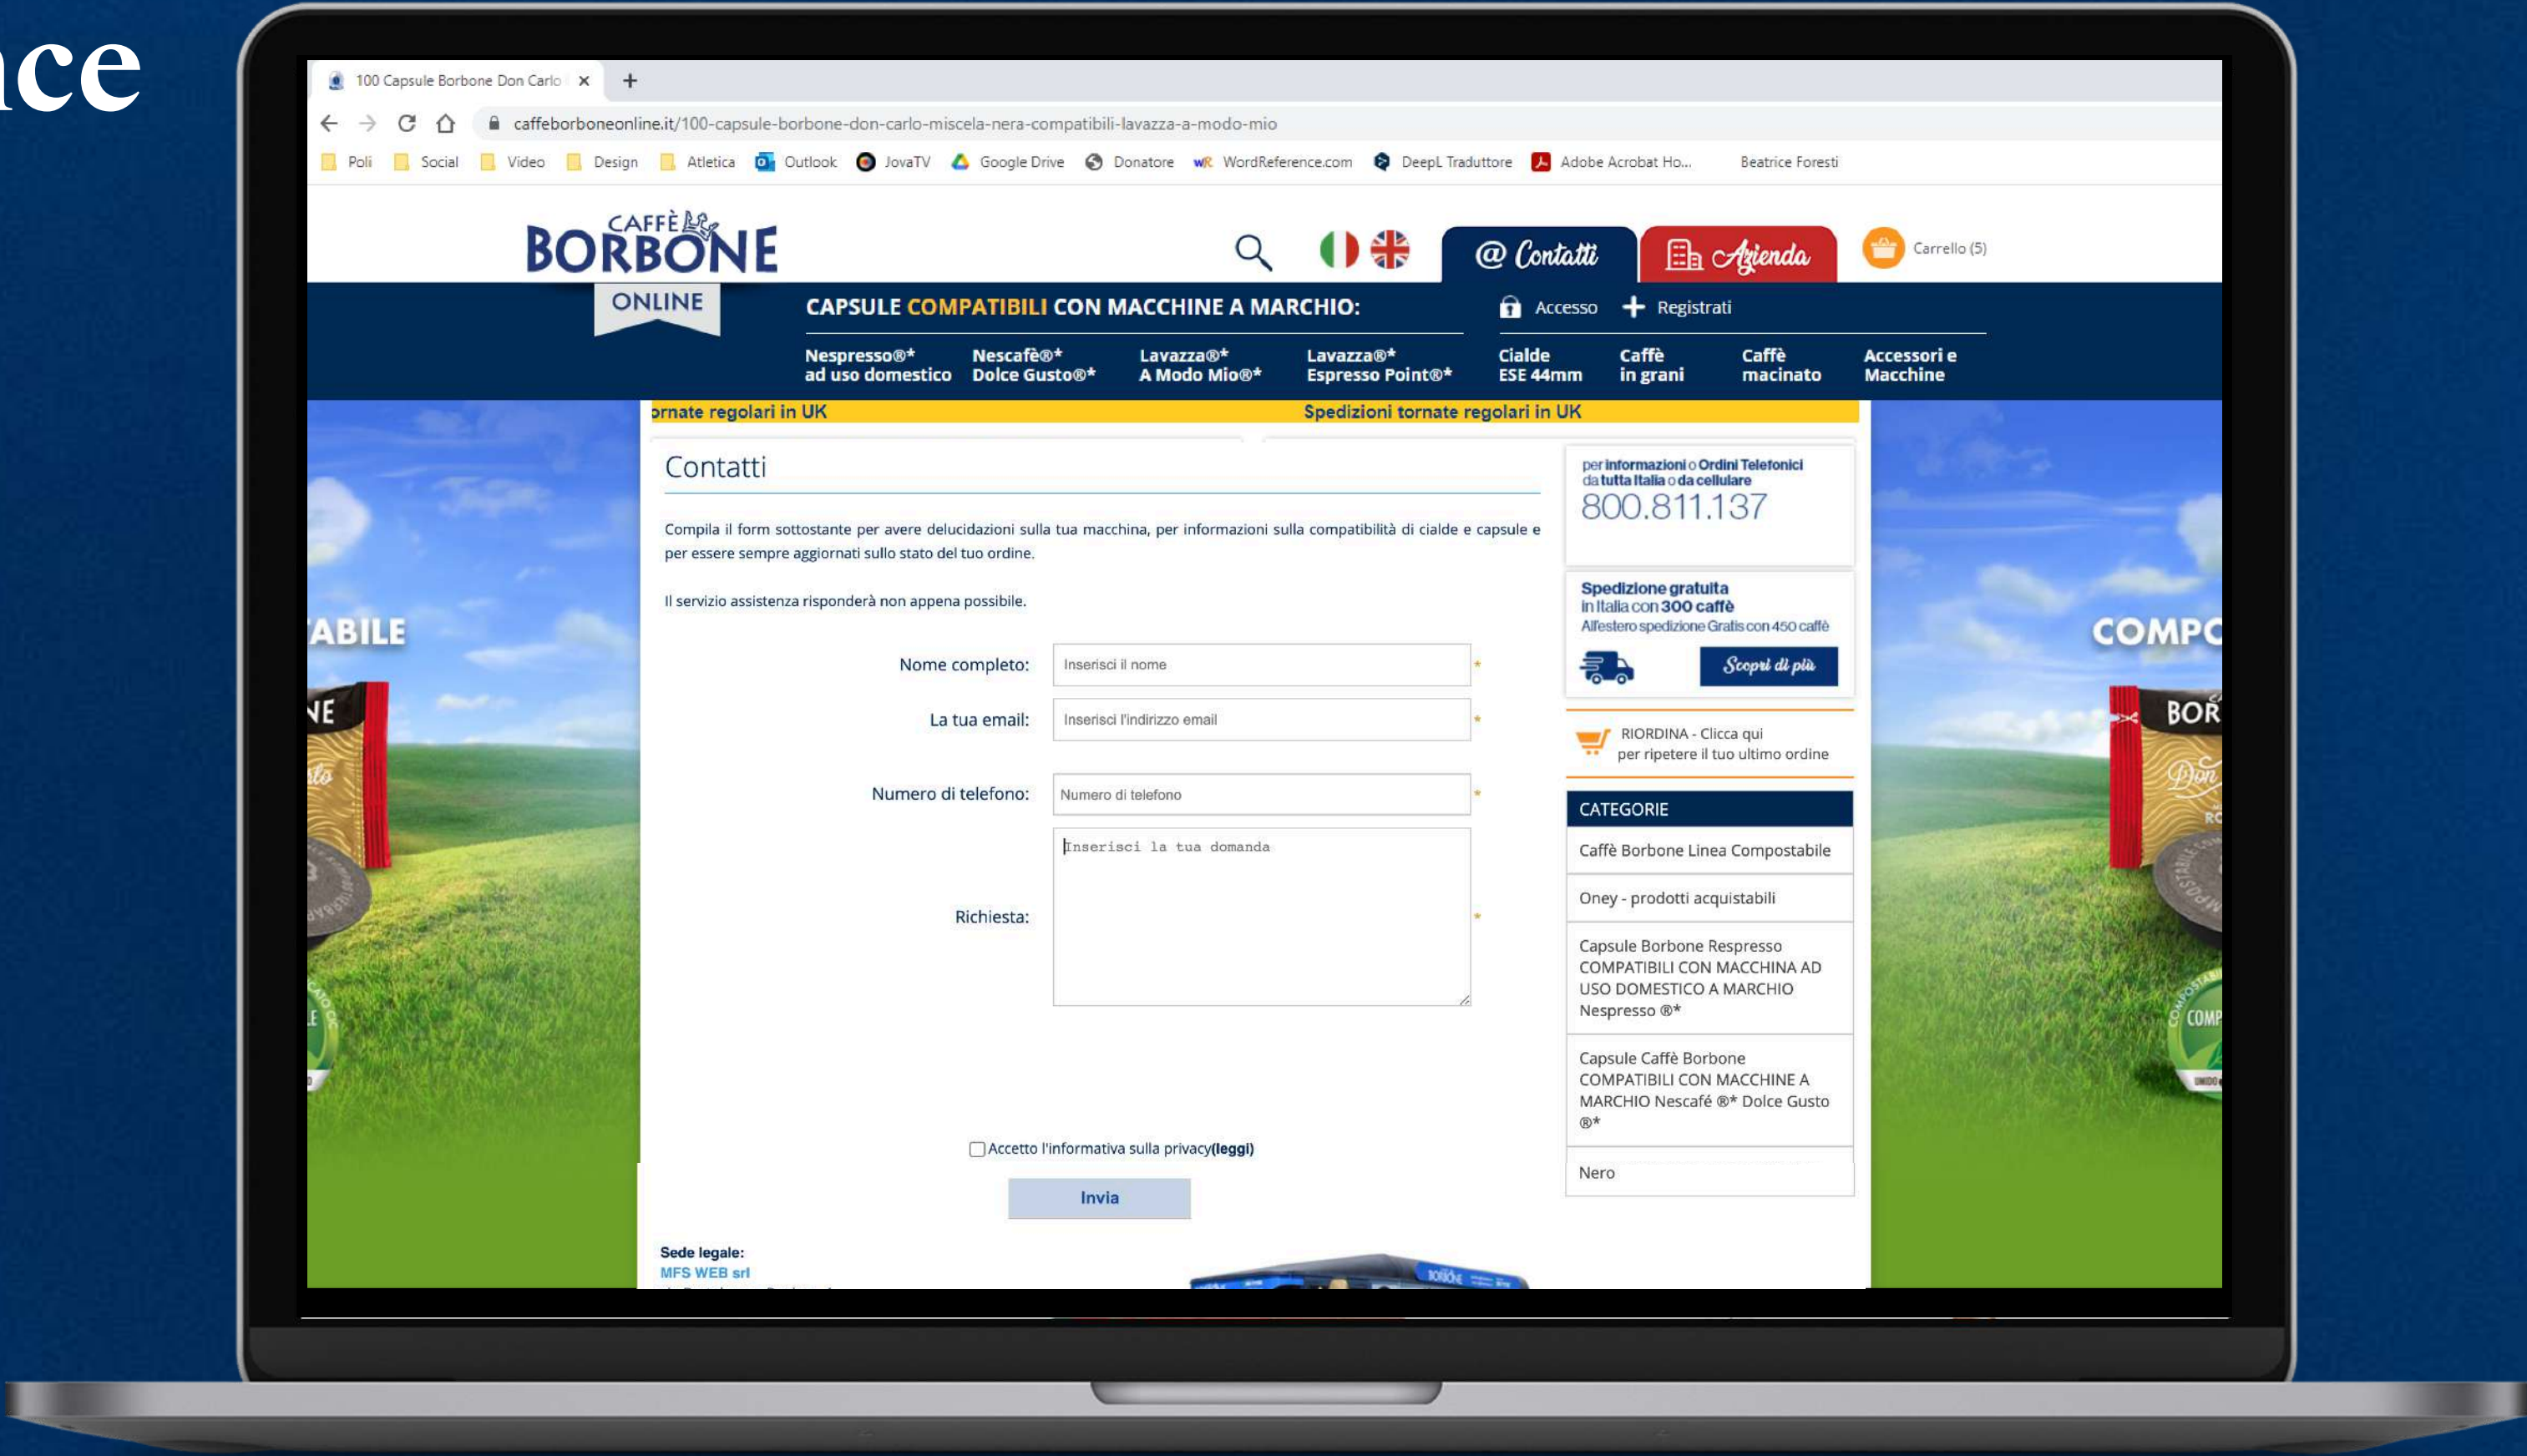 100 Capsule Borbone Don Carlo
caffeborboneonline.it/100-capsule-borbone-don-carlo-miscela-nera-compatibili-lavazza-a-modo-mio
Poli Social Video Design Atletica Outlook JovaTV Google Drive Donatore WordReference.com DeepL Traduttore Adobe Acrobat Ho... Beatrice Foresti
CAFFÈ
BORBONE
ONLINE
@ Contatti
Azienda
Carrello (5)
CAPSULE COMPATIBILI CON MACCHINE A MARCHIO:
Accesso + Registrati
Nespresso®*
ad uso domestico
Nescafè®*
Dolce Gusto®*
Lavazza®*
A Modo Mio®*
Lavazza®*
Espresso Point®*
Cialde
ESE 44mm
Caffè
in grani
Caffè
macinato
Accessori e
Macchine
ornate regolari in UK
Spedizioni tornate regolari in UK
Contatti
Compila il form sottostante per avere delucidazioni sulla tua macchina, per informazioni sulla compatibilità di cialde e capsule e
per essere sempre aggiornati sullo stato del tuo ordine.
Il servizio assistenza risponderà non appena possibile.
Nome completo:
Inserisci il nome
*
La tua email:
Inserisci l'indirizzo email
*
Numero di telefono:
Numero di telefono
*
Richiesta:
Inserisci la tua domanda
*
Accetto l'informativa sulla privacy(leggi)
Invia
Sede legale:
MFS WEB srl
per informazioni o Ordini Telefonici
da tutta Italia o da cellulare
800.811.137
Spedizione gratuita
in Italia con 300 caffè
All'estero spedizione Gratis con 450 caffè
Scopri di più
RIORDINA - Clicca qui
per ripetere il tuo ultimo ordine
CATEGORIE
Caffè Borbone Linea Compostabile
Oney - prodotti acquistabili
Capsule Borbone Respresso
COMPATIBILI CON MACCHINA AD
USO DOMESTICO A MARCHIO
Nespresso ®*
Capsule Caffè Borbone
COMPATIBILI CON MACCHINE A
MARCHIO Nescafé ®* Dolce Gusto
®*
Nero
TABILE
NE
COMPO
BOR
Don
COMP
BORBONE